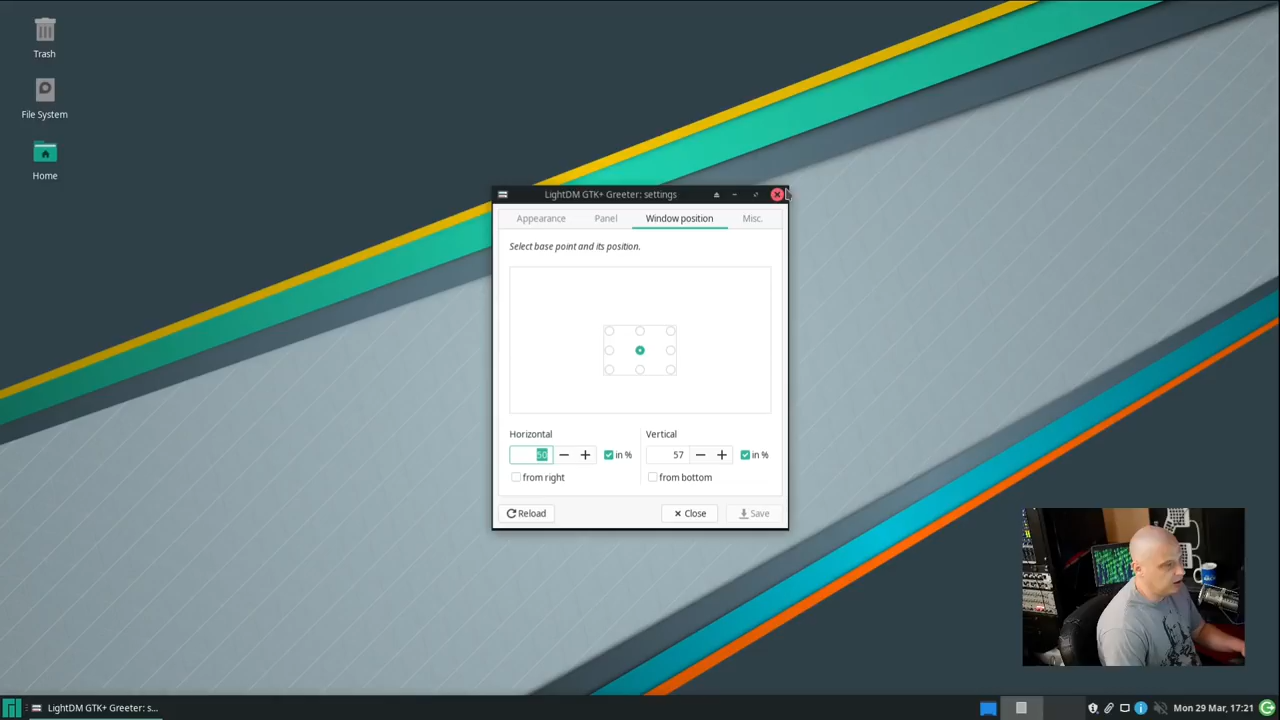 Trash
File System
Home
LightDM GTK+ Greeter: settings
Appearance
Panel
Window position
Misc.
Select base point and its position.
Horizontal
Vertical
50
in %
57
in %
from right
from bottom
Reload
Close
Save
LightDM GTK+ Greeter: s...
Mon 29 Mar, 17:21